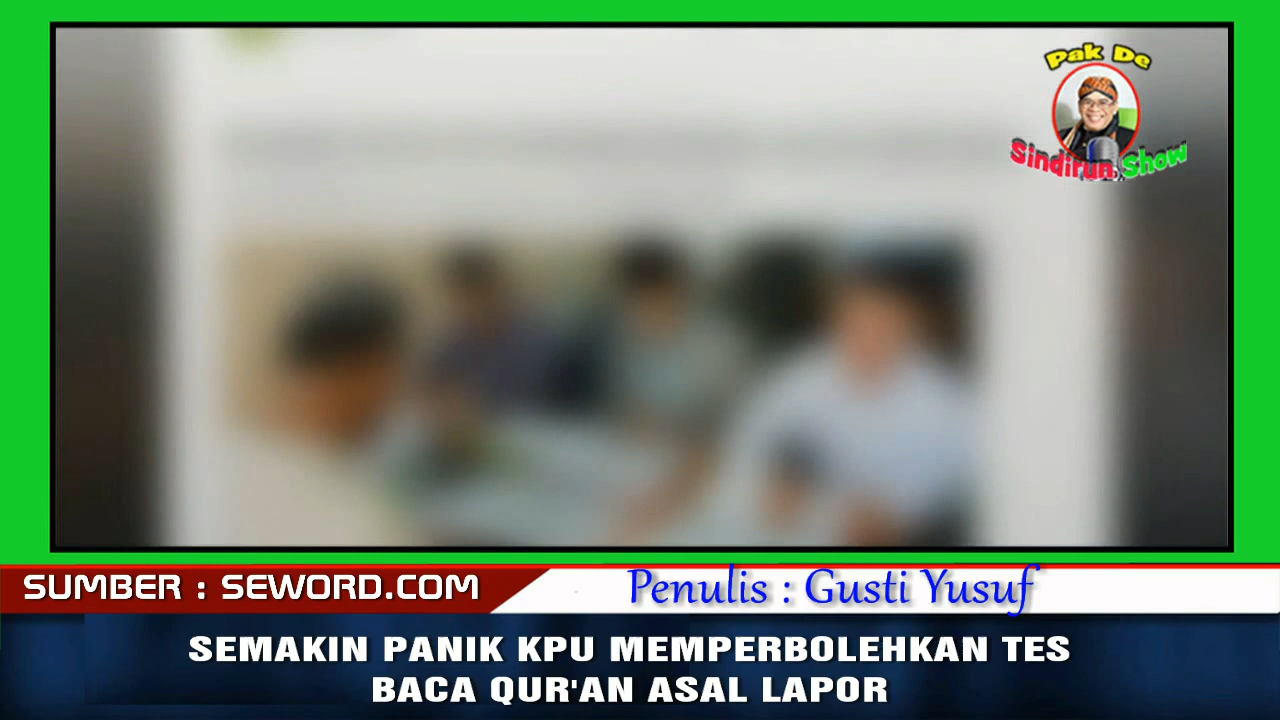 Pak De
Sindirun Show
SUMBER : SEWORD.COM
Penulis : Gusti Yusuf
SEMAKIN PANIK KPU MEMPERBOLEHKAN TES
BACA QUR'AN ASAL LAPOR